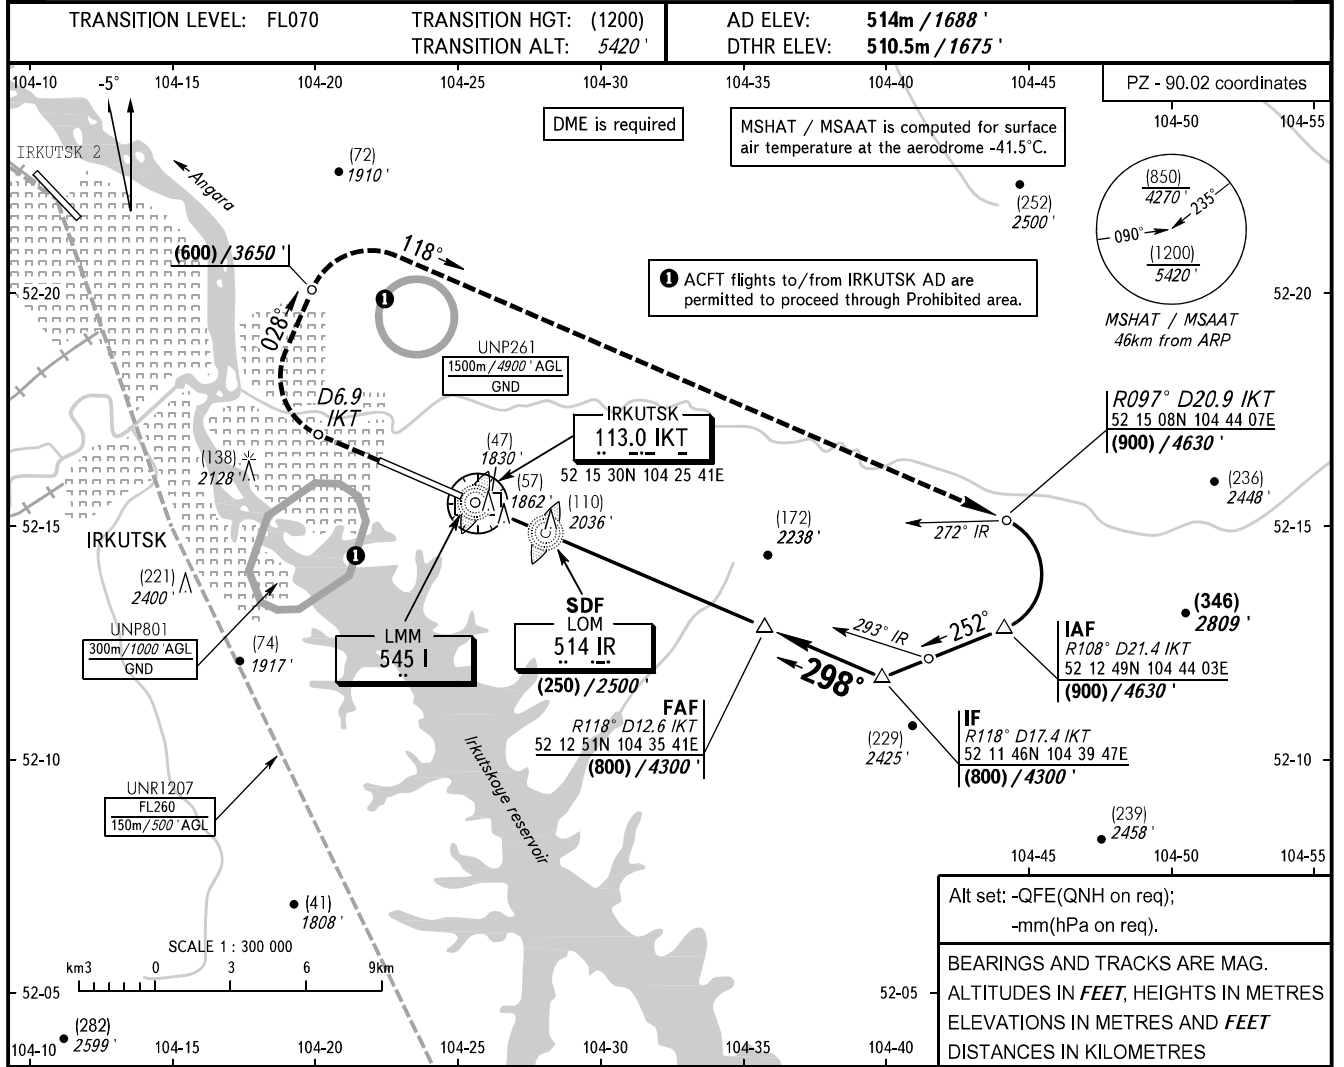 TRANSITION LEVEL: FL070
TRANSITION HGT: (1200)
TRANSITION ALT: 5420 '
AD ELEV: 514m / 1688 '
DTHR ELEV: 510.5m / 1675 '
104-10 104-15 104-20 104-25 104-30 104-35 104-40 104-45
-5°
PZ - 90.02 coordinates
104-50 104-55
DME is required
MSHAT / MSAAT is computed for surface
air temperature at the aerodrome -41.5°C.
IRKUTSK 2
Angara
(72)
1910 '
(252)
2500 '
(850)
4270 '
235°
090°
(1200)
5420 '
MSHAT / MSAAT
46km from ARP
(600) / 3650 '
118°
1 ACFT flights to/from IRKUTSK AD are
permitted to proceed through Prohibited area.
52-20
52-20
1
028°
UNP261
1500m / 4900 ' AGL
GND
D6.9
IKT
IRKUTSK
113.0 IKT
52 15 30N 104 25 41E
R097° D20.9 IKT
52 15 08N 104 44 07E
(900) / 4630 '
(138)
2128 '
(47)
1830 '
(57)
1862 '
(110)
2036 '
(236)
2448 '
52-15
52-15
IRKUTSK
1
(172)
2238 '
272° IR
(221)
2400 '
(346)
2809 '
SDF
LOM
514 IR
(250) / 2500 '
LMM
545 I
UNP801
300m / 1000 ' AGL
GND
(74)
1917 '
293° IR
252°
298°
IAF
R108° D21.4 IKT
52 12 49N 104 44 03E
(900) / 4630 '
FAF
R118° D12.6 IKT
52 12 51N 104 35 41E
(800) / 4300 '
IF
R118° D17.4 IKT
52 11 46N 104 39 47E
(800) / 4300 '
(229)
2425 '
52-10
52-10
Irkutskoye reservoir
UNR1207
FL260
150m / 500 ' AGL
(239)
2458 '
104-45 104-50 104-55
(41)
1808 '
Alt set: -QFE(QNH on req);
-mm(hPa on req).
SCALE 1 : 300 000
km3 0 3 6 9km
52-05
52-05
BEARINGS AND TRACKS ARE MAG.
ALTITUDES IN FEET, HEIGHTS IN METRES
ELEVATIONS IN METRES AND FEET
DISTANCES IN KILOMETRES
(282)
2599 '
104-10 104-15 104-20 104-25 104-30 104-35 104-40